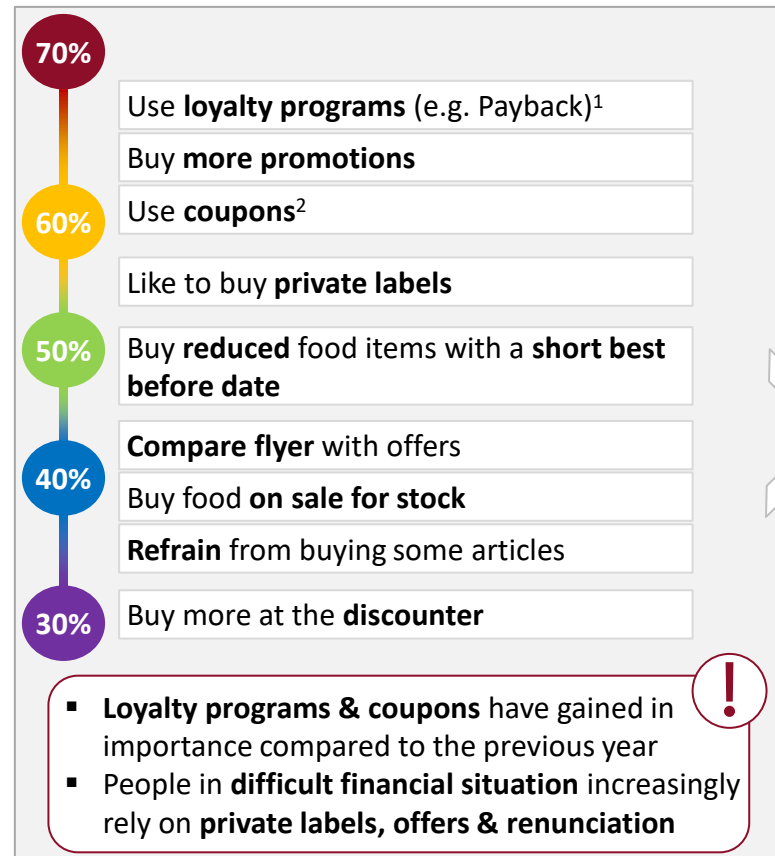 70%
Use loyalty programs (e.g. Payback)¹
Buy more promotions
60%
Use coupons²
Like to buy private labels
50%
Buy reduced food items with a short best
before date
Compare flyer with offers
40%
Buy food on sale for stock
Refrain from buying some articles
30%
Buy more at the discounter
!
▪ Loyalty programs & coupons have gained in
importance compared to the previous year
▪ People in difficult financial situation increasingly
rely on private labels, offers & renunciation